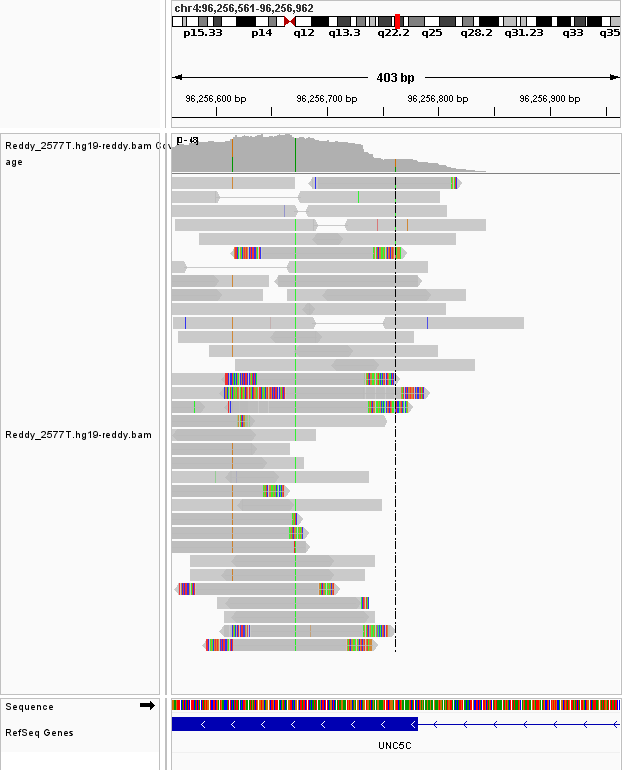 chr4:96,256,561-96,256,962
p15.33 p14 q12 q13.3 q22.2 q25 q28.2 q31.23 q33 q35
403 bp
96,256,600 bp 96,256,700 bp 96,256,800 bp 96,256,900 bp
Reddy_2577T.hg19-reddy.bam
age
Reddy_2577T.hg19-reddy.bam
Sequence
RefSeq Genes
UNC5C